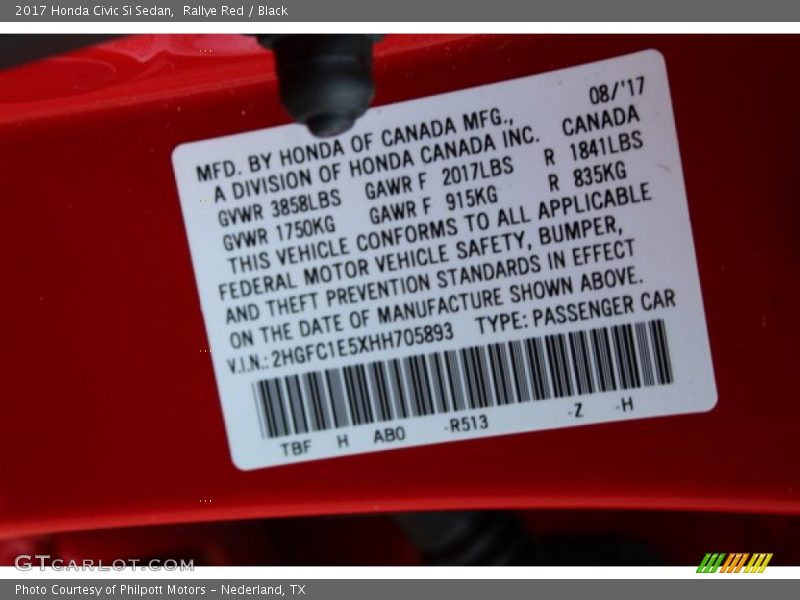 2017 Honda Civic Si Sedan,  Rallye Red / Black
08/'17
MFD. BY HONDA OF CANADA MFG.,
A DIVISION OF HONDA CANADA INC. CANADA
GVWR 3858LBS GAWR F 2017LBS R 1841LBS
GVWR 1750KG GAWR F 915KG R 835KG
THIS VEHICLE CONFORMS TO ALL APPLICABLE
FEDERAL MOTOR VEHICLE SAFETY, BUMPER,
AND THEFT PREVENTION STANDARDS IN EFFECT
ON THE DATE OF MANUFACTURE SHOWN ABOVE.
V.I.N.: 2HGFC1E5XHH705893 TYPE: PASSENGER CAR
TBF H AB0 -R513 -Z -H
GTCARLOT.COM
Photo Courtesy of Philpott Motors – Nederland, TX